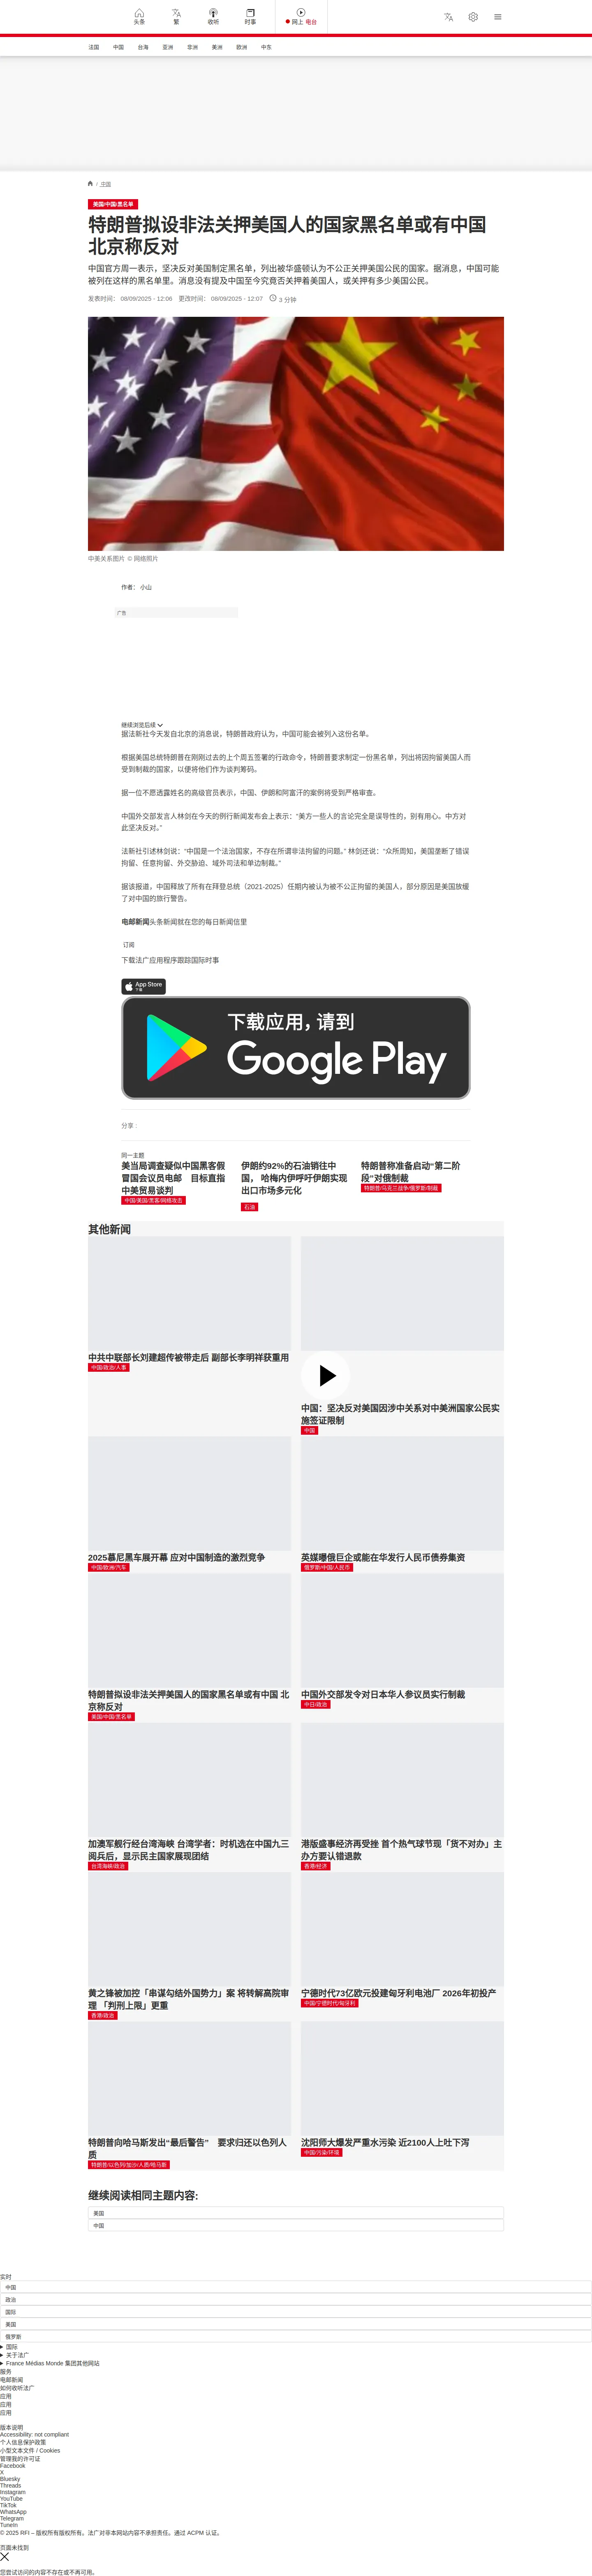 头条
繁
收听
时事
网上 电台
法国
中国
台海
亚洲
非洲
美洲
欧洲
中东
/ 中国
美国/中国/黑名单
特朗普拟设非法关押美国人的国家黑名单或有中国
北京称反对
中国官方周一表示，坚决反对美国制定黑名单，列出被华盛顿认为不公正关押美国公民的国家。据消息，中国可能
被列在这样的黑名单里。消息没有提及中国至今究竟否关押着美国人，或关押有多少美国公民。
发表时间： 08/09/2025 - 12:06 更改时间： 08/09/2025 - 12:07 3 分钟
中美关系图片 © 网络照片
作者： 小山
广告
继续浏览后续
据法新社今天发自北京的消息说，特朗普政府认为，中国可能会被列入这份名单。
根据美国总统特朗普在刚刚过去的上个周五签署的行政命令，特朗普要求制定一份黑名单，列出将因拘留美国人而
受到制裁的国家，以便将他们作为谈判筹码。
据一位不愿透露姓名的高级官员表示，中国、伊朗和阿富汗的案例将受到严格审查。
中国外交部发言人林剑在今天的例行新闻发布会上表示：“美方一些人的言论完全是误导性的，别有用心。中方对
此坚决反对。”
法新社引述林剑说：“中国是一个法治国家，不存在所谓非法拘留的问题。” 林剑还说：“众所周知，美国垄断了错误
拘留、任意拘留、外交胁迫、域外司法和单边制裁。”
据该报道，中国释放了所有在拜登总统（2021-2025）任期内被认为被不公正拘留的美国人，部分原因是美国放缓
了对中国的旅行警告。
电邮新闻头条新闻就在您的每日新闻信里
订阅
下载法广应用程序跟踪国际时事
App Store
下载
下载应用，请到
Google Play
分享 :
同一主题
美当局调查疑似中国黑客假
冒国会议员电邮 目标直指
中美贸易谈判
中国/美国/黑客/网络攻击
伊朗约92%的石油销往中
国， 哈梅内伊呼吁伊朗实现
出口市场多元化
石油
特朗普称准备启动“第二阶
段”对俄制裁
特朗普/乌克兰战争/俄罗斯/制裁
其他新闻
中共中联部长刘建超传被带走后 副部长李明祥获重用
中国/政治/人事
中国：坚决反对美国因涉中关系对中美洲国家公民实
施签证限制
中国
2025慕尼黑车展开幕 应对中国制造的激烈竞争
中国/欧洲/汽车
英媒曝俄巨企或能在华发行人民币债券集资
俄罗斯/中国/人民币
特朗普拟设非法关押美国人的国家黑名单或有中国 北
京称反对
美国/中国/黑名单
中国外交部发令对日本华人参议员实行制裁
中日/政治
加澳军舰行经台湾海峡 台湾学者：时机选在中国九三
阅兵后，显示民主国家展现团结
台湾海峡/政治
港版盛事经济再受挫 首个热气球节现「货不对办」主
办方要认错退款
香港/经济
黄之锋被加控「串谋勾结外国势力」案 将转解高院审
理 「判刑上限」更重
香港/政治
宁德时代73亿欧元投建匈牙利电池厂 2026年初投产
中国/宁德时代/匈牙利
特朗普向哈马斯发出“最后警告” 要求归还以色列人
质
特朗普/以色列/加沙/人质/哈马斯
沈阳师大爆发严重水污染 近2100人上吐下泻
中国/污染/环境
继续阅读相同主题内容:
美国
中国
实时
中国
政治
国际
美国
俄罗斯
国际
关于法广
France Médias Monde 集团其他网站
服务
电邮新闻
如何收听法广
应用
应用
应用
版本说明
Accessibility: not compliant
个人信息保护政策
小型文本文件 / Cookies
管理我的许可证
Facebook
X
Bluesky
Threads
Instagram
YouTube
TikTok
WhatsApp
Telegram
TuneIn
© 2025 RFI – 版权所有版权所有。法广对非本网站内容不承担责任。通过 ACPM 认证。
页面未找到
您尝试访问的内容不存在或不再可用。